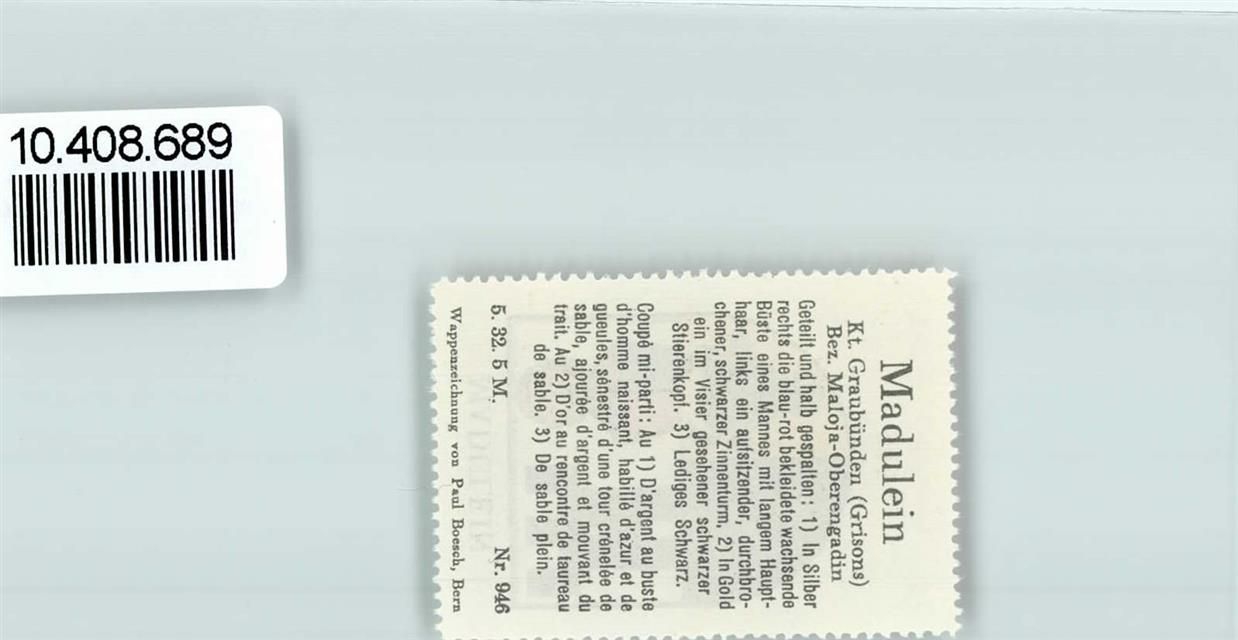 10.408.689
Madulein
Kt. Graubünden (Grisons)
Bez. Maloja-Oberengadin
Geteilt und halb gespalten: 1) In Silber
rechts die blau-rot bekleidete wachsende
Büste eines Mannes mit langem Haupt-
haar, links ein aufsitzender, durchbro-
chener, schwarzer Zinnenturm, 2) In Gold
ein im Visier gesehener schwarzer
Stierenkopf. 3) Lediges Schwarz.
Coupé mi-parti: Au 1) D'argent au buste
d'homme naissant, habillé d'azur et de
gueules, sénestré d'une tour crénelée de
sable, ajourée d'argent et mouvant du
trait. Au 2) D'or au rencontre de taureau
de sable. 3) De sable plein.
5. 32. 5 M. Nr. 946
Wappenzeichnung von Paul Boesch, Bern